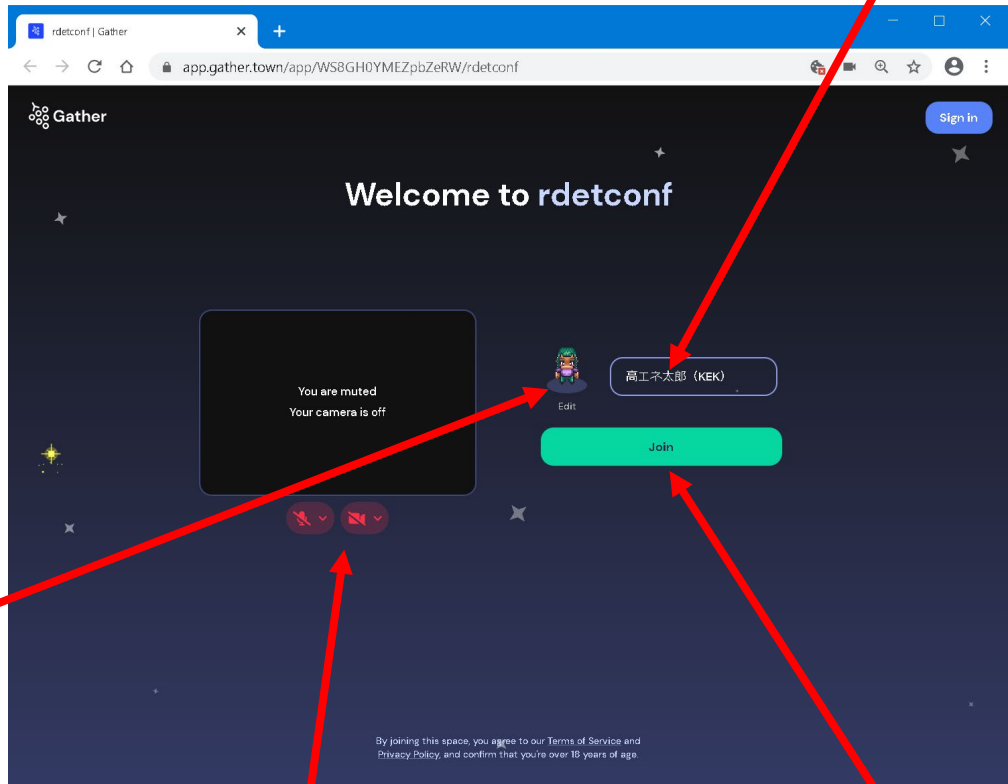 rdetconf | Gather
app.gather.town/app/WS8GH0YMEZpbZeRW/rdetconf
Gather
Sign in
Welcome to rdetconf
You are muted
Your camera is off
高エネ太郎（KEK）
Edit
Join
By joining this space, you agree to our Terms of Service and
Privacy Policy, and confirm that you're over 18 years of age.